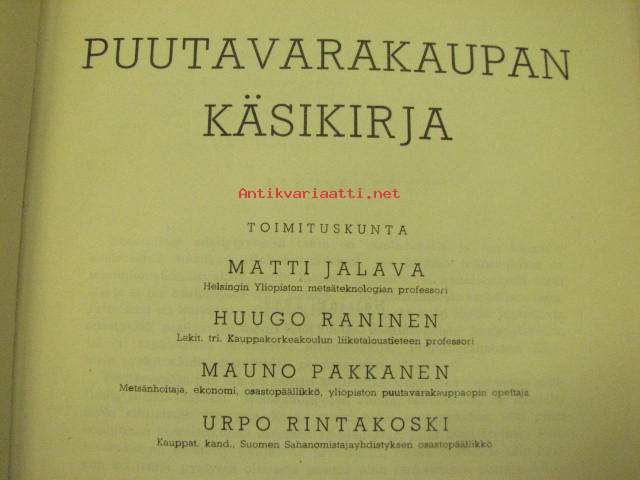 PUUTAVARAKAUPAN
KÄSIKIRJA
Antikvariaatti.net
TOIMITUSKUNTA
MATTI JALAVA
Helsingin Yliopiston metsäteknologian professori
HUUGO RANINEN
Lakit. tri. Kauppakorkeakoulun liiketaloustieteen professori
MAUNO PAKKANEN
Metsänhoitaja, ekonomi, osastopäällikkö, yliopiston puutavarakauppaopin opettaja
URPO RINTAKOSKI
Kauppat. kand., Suomen Sahanomistajayhdistyksen osastopäällikkö